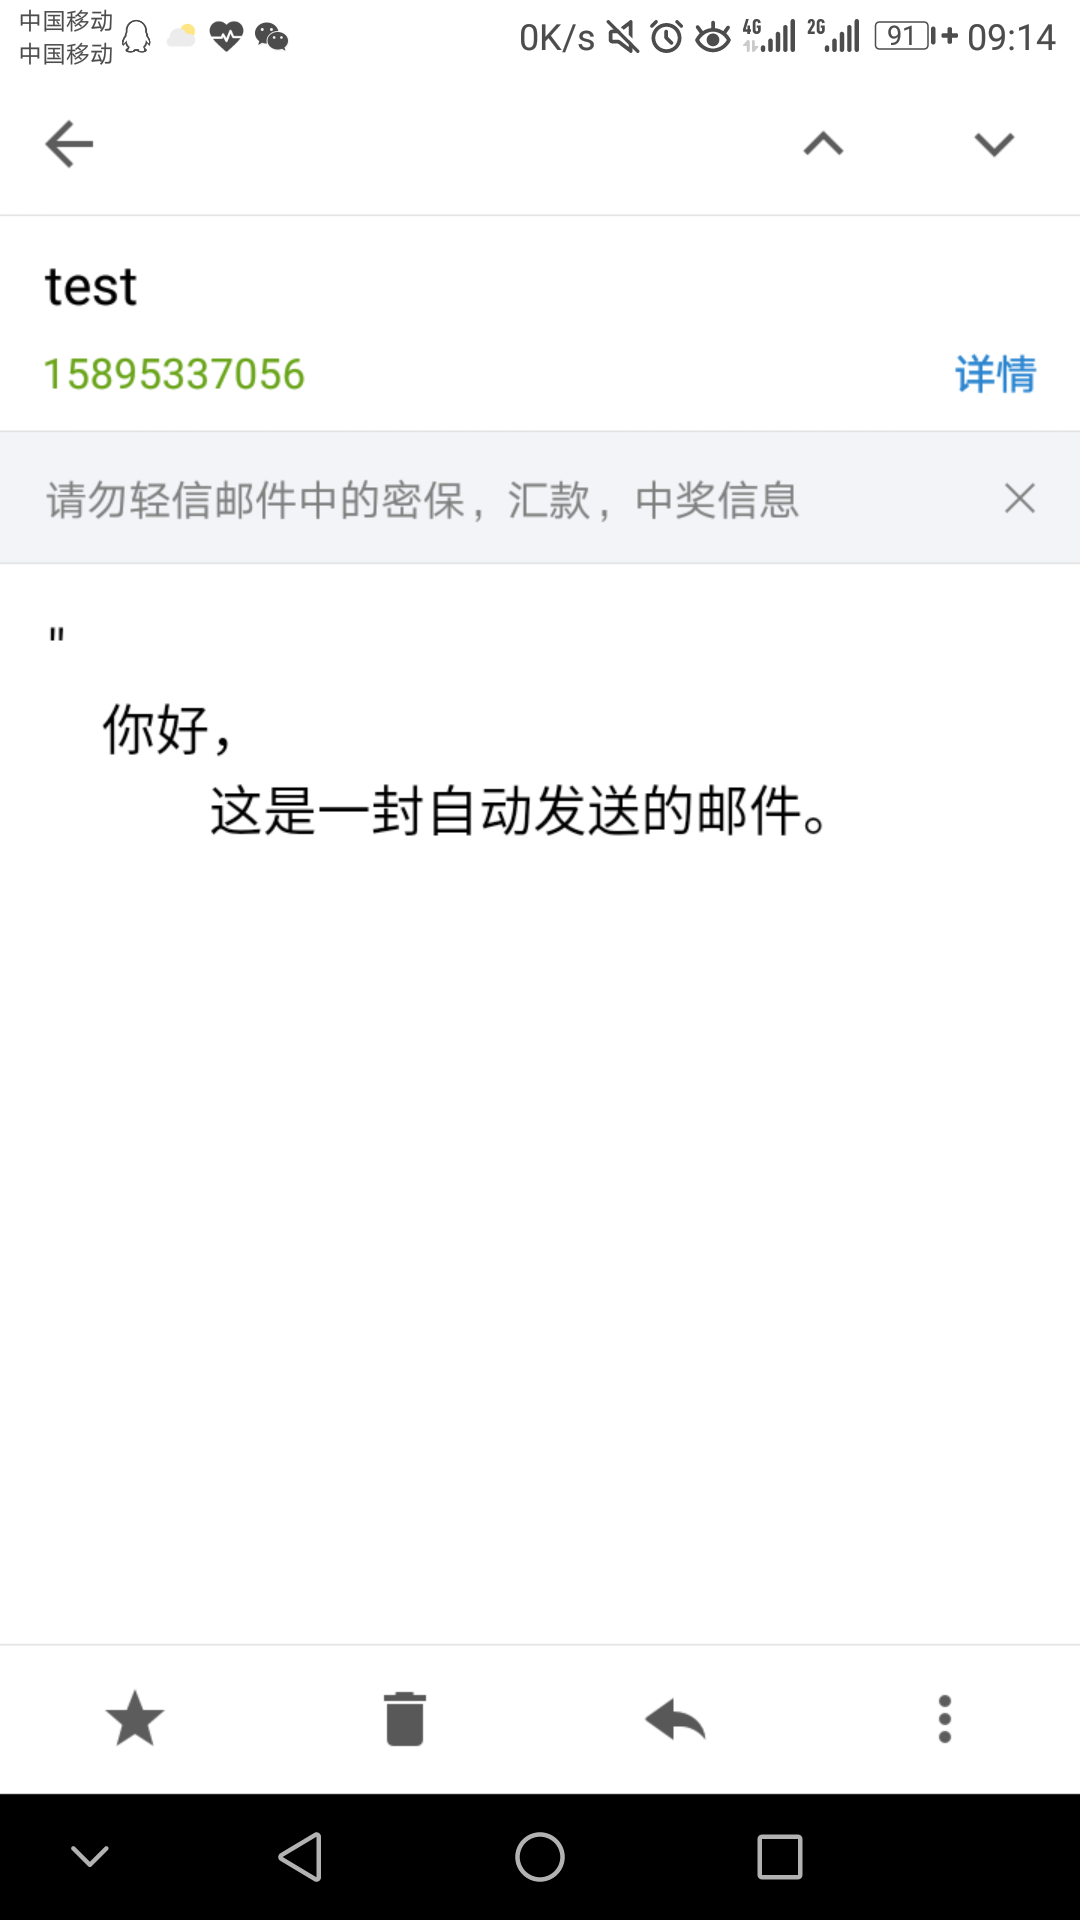 中国移动
中国移动
0K/s 4G 2G 91 09:14
test
15895337056 详情
请勿轻信邮件中的密保，汇款，中奖信息
"
你好，
这是一封自动发送的邮件。